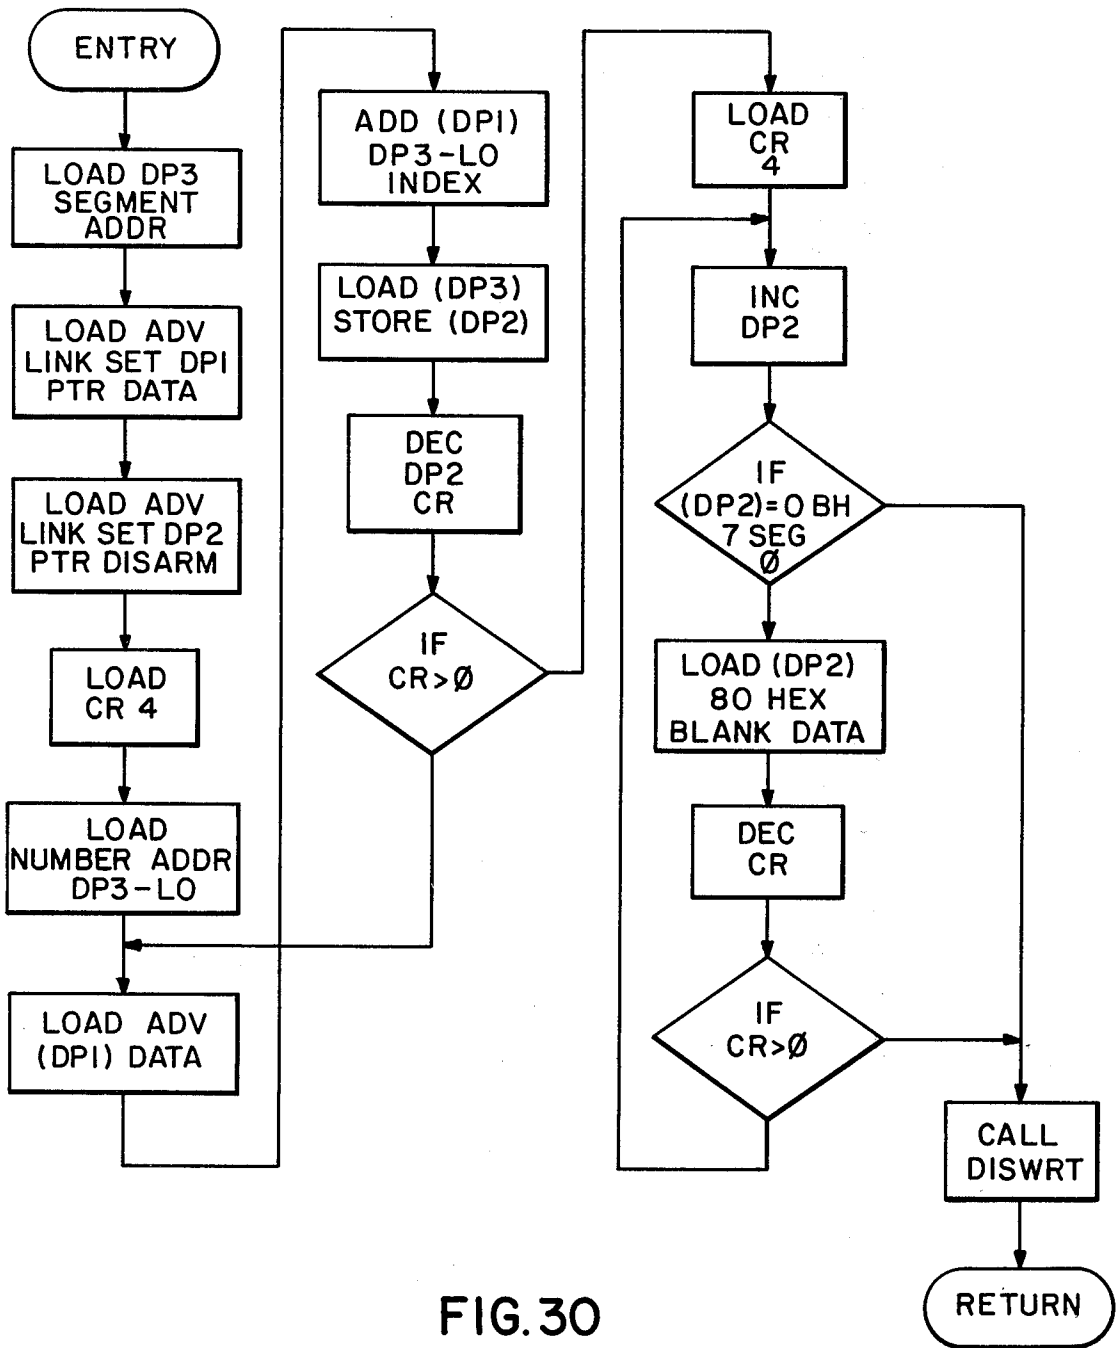 ENTRY
LOAD DP3
SEGMENT
ADDR
LOAD ADV
LINK SET DP1
PTR DATA
LOAD ADV
LINK SET DP2
PTR DISARM
LOAD
CR 4
LOAD
NUMBER ADDR
DP3-LO
LOAD ADV
(DP1) DATA
ADD (DP1)
DP3-LO
INDEX
LOAD (DP3)
STORE (DP2)
DEC
DP2
CR
IF
CR>Ø
LOAD
CR
4
INC
DP2
IF
(DP2)=0 BH
7 SEG
Ø
LOAD (DP2)
80 HEX
BLANK DATA
DEC
CR
IF
CR>Ø
CALL
DISWRT
RETURN
FIG.30